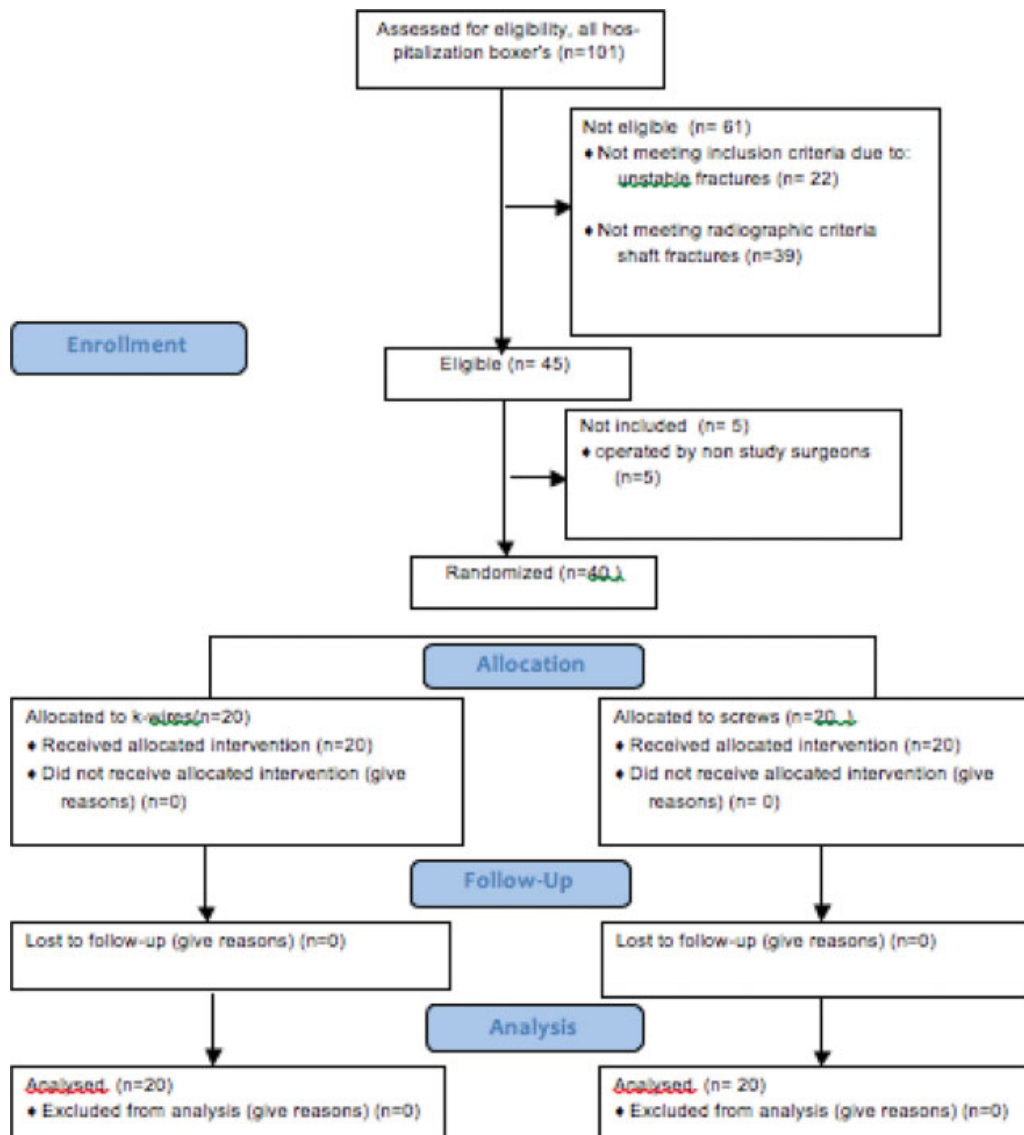 Assessed for eligibility, all hos-
pitalization boxer's (n=101)
Not eligible (n= 61)
♦ Not meeting inclusion criteria due to:
unstable fractures (n= 22)
♦ Not meeting radiographic criteria
shaft fractures (n=39)
Enrollment
Eligible (n= 45)
Not included (n= 5)
♦ operated by non study surgeons
(n=5)
Randomized (n=40 )
Allocation
Allocated to k-wires(n=20)
♦ Received allocated intervention (n=20)
♦ Did not receive allocated intervention (give
reasons) (n=0)
Allocated to screws (n=20 )
♦ Received allocated intervention (n=20)
♦ Did not receive allocated intervention (give
reasons) (n= 0)
Follow-Up
Lost to follow-up (give reasons) (n=0)
Lost to follow-up (give reasons) (n=0)
Analysis
Analysed (n=20)
♦ Excluded from analysis (give reasons) (n=0)
Analysed (n= 20)
♦ Excluded from analysis (give reasons) (n=0)